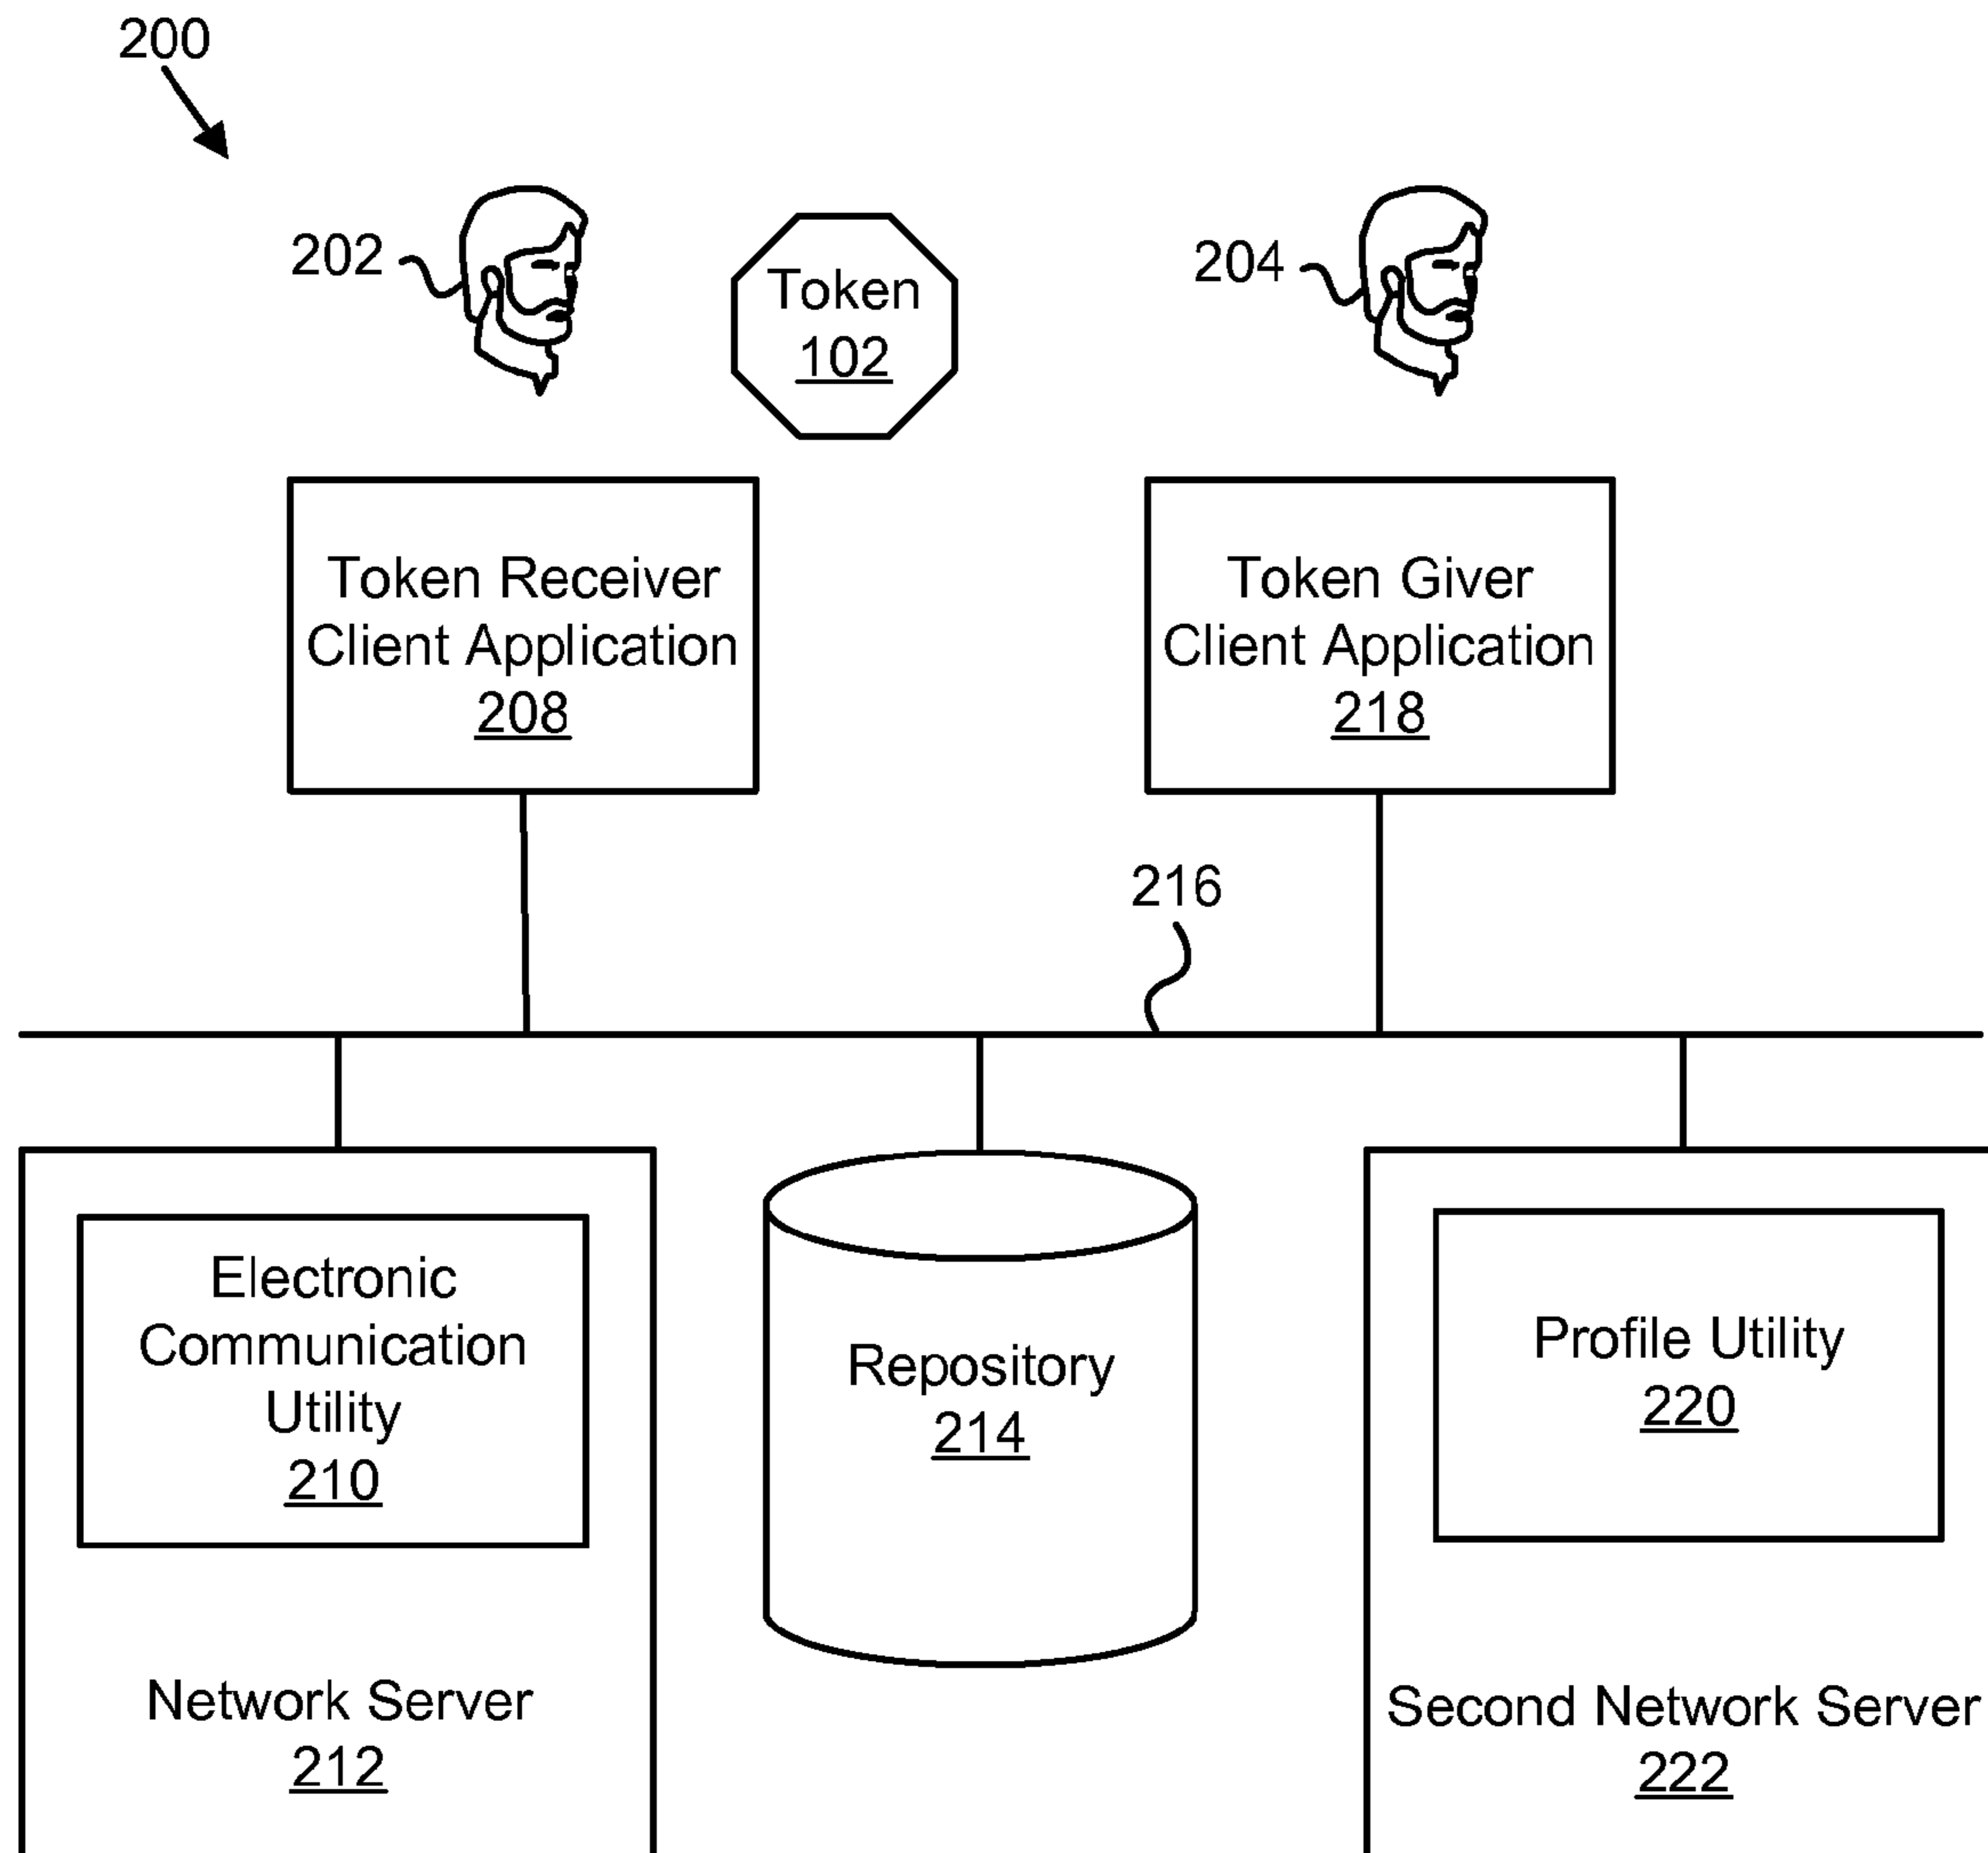 200
202
Token
102
204
Token Receiver
Client Application
208
Token Giver
Client Application
218
216
Electronic
Communication
Utility
210
Network Server
212
Repository
214
Profile Utility
220
Second Network Server
222